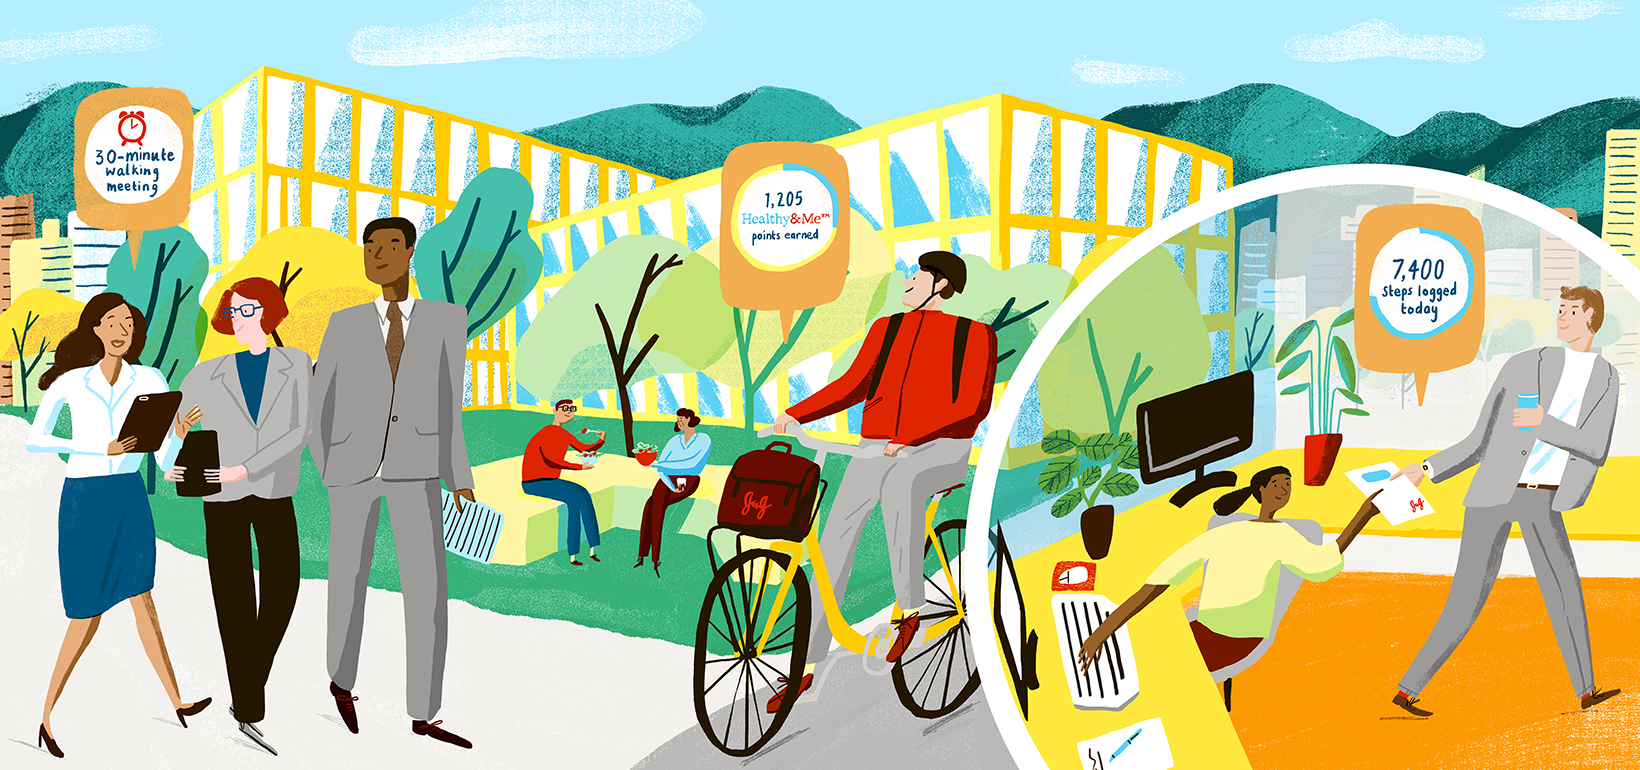 30-minute
walking
meeting
1,205
Healthy&Me™
points earned
7,400
steps logged
today
J&J
J&J